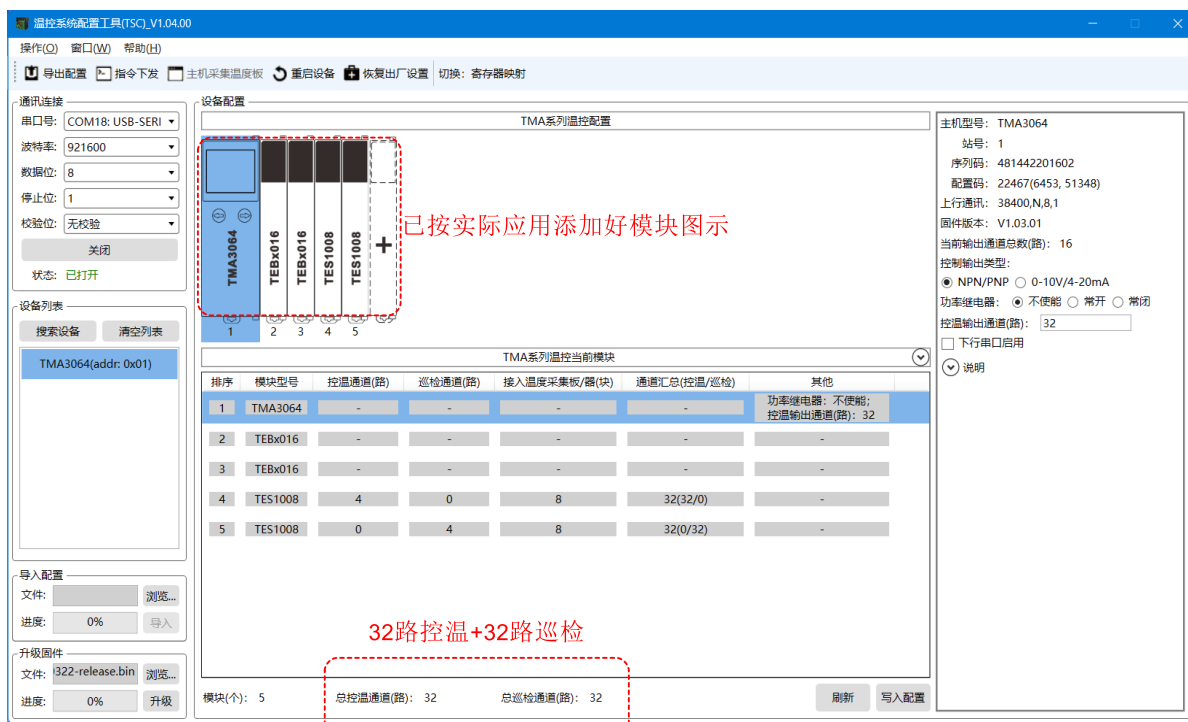 温控系统配置工具(TSC)_V1.04.00
操作(O) 窗口(W) 帮助(H)
导出配置 指令下发 主机采集温度板 重启设备 恢复出厂设置 切换: 寄存器映射
通讯连接
串口号: COM18: USB-SERI
波特率: 921600
数据位: 8
停止位: 1
校验位: 无校验
关闭
状态: 已打开
设备列表
搜索设备 清空列表
TMA3064(addr: 0x01)
导入配置
文件: 浏览...
进度: 0% 导入
升级固件
文件: 322-release.bin 浏览...
进度: 0% 升级
设备配置
TMA系列温控配置
TMA3064 TEBx016 TEBx016 TES1008 TES1008 +
1 2 3 4 5
已按实际应用添加好模块图示
TMA系列温控当前模块
排序 模块型号 控温通道(路) 巡检通道(路) 接入温度采集板/器(块) 通道汇总(控温/巡检) 其他
1 TMA3064 - - - - 功率继电器: 不使能;
控温输出通道(路): 32
2 TEBx016 - - - - -
3 TEBx016 - - - - -
4 TES1008 4 0 8 32(32/0) -
5 TES1008 0 4 8 32(0/32) -
32路控温+32路巡检
模块(个): 5 总控温通道(路): 32 总巡检通道(路): 32 刷新 写入配置
主机型号: TMA3064
站号: 1
序列码: 481442201602
配置码: 22467(6453, 51348)
上行通讯: 38400,N,8,1
固件版本: V1.03.01
当前输出通道总数(路): 16
控制输出类型:
NPN/PNP 0-10V/4-20mA
功率继电器: 不使能 常开 常闭
控温输出通道(路): 32
下行串口启用
说明